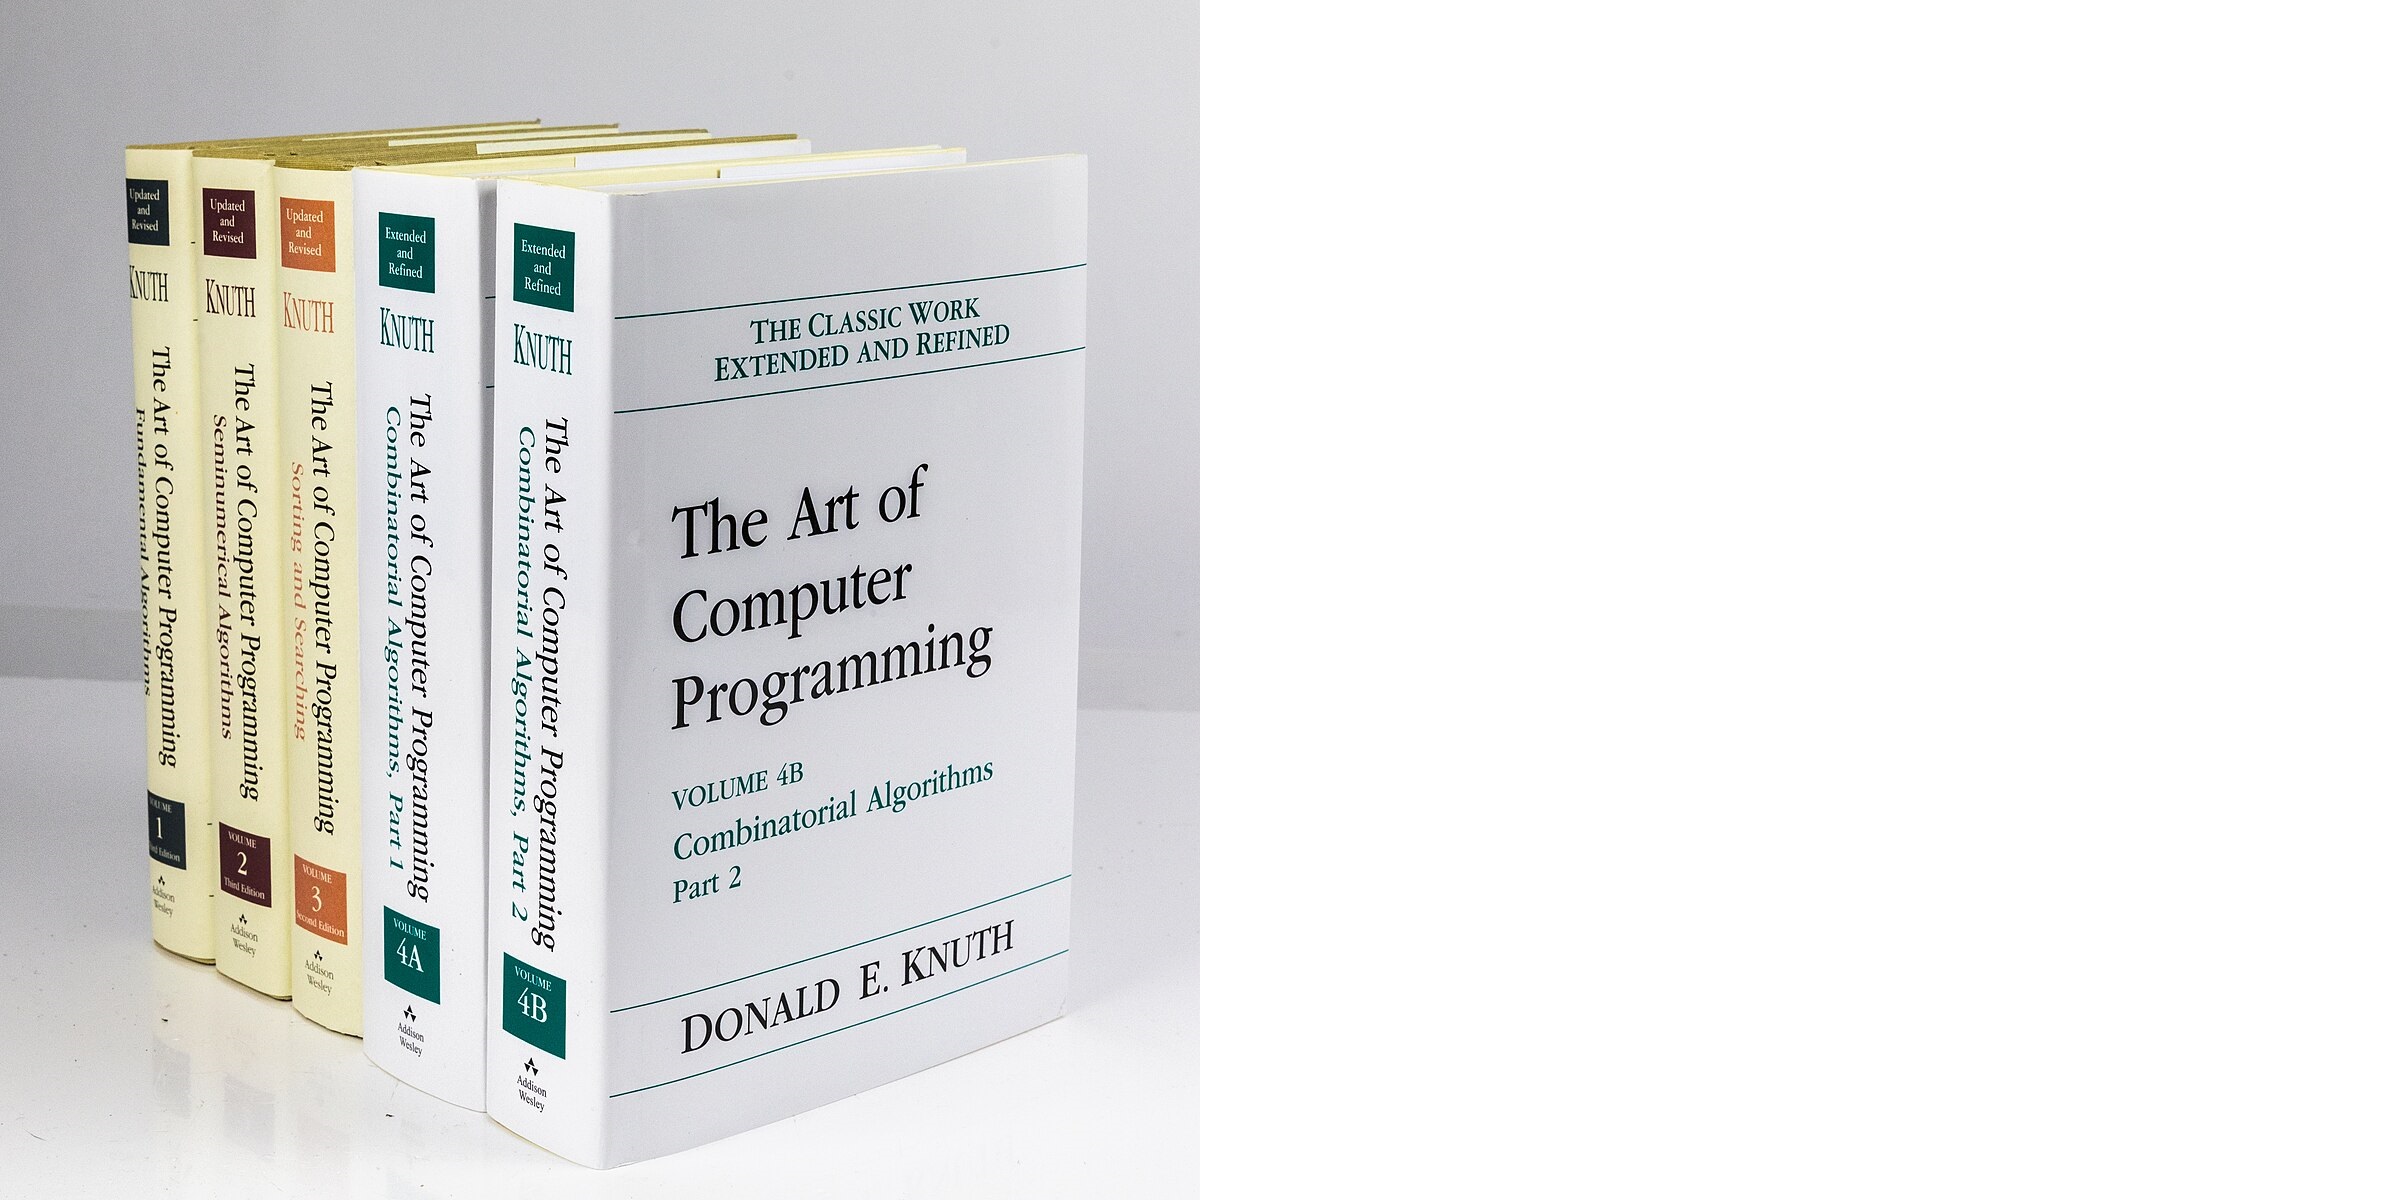 Updated
and
Revised
KNUTH
The Art of Computer Programming
Fundamental Algorithms
VOLUME
1
Edition
Addison
Wesley
Updated
and
Revised
KNUTH
The Art of Computer Programming
Seminumerical Algorithms
VOLUME
2
Third Edition
Addison
Wesley
Updated
and
Revised
KNUTH
The Art of Computer Programming
Sorting and Searching
VOLUME
3
Second Edition
Addison
Wesley
Extended
and
Refined
KNUTH
The Art of Computer Programming
Combinatorial Algorithms, Part 1
VOLUME
4A
Addison
Wesley
Extended
and
Refined
KNUTH
The Art of Computer Programming
Combinatorial Algorithms, Part 2
VOLUME
4B
Addison
Wesley
THE CLASSIC WORK
EXTENDED AND REFINED
The Art of
Computer
Programming
VOLUME 4B
Combinatorial Algorithms
Part 2
DONALD E. KNUTH